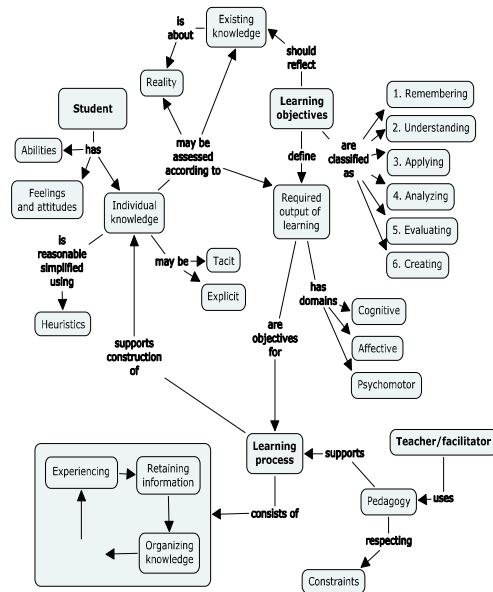 Existing
knowledge
is
about
should
reflect
Reality
Student
Learning
objectives
1. Remembering
2. Understanding
3. Applying
4. Analyzing
5. Evaluating
6. Creating
are
classified
as
may be
assessed
according to
define
Abilities
has
Feelings
and attitudes
Individual
knowledge
Required
output of
learning
is
reasonable
simplified
using
may be
Tacit
Explicit
has
domains
Cognitive
Affective
Psychomotor
Heuristics
supports
construction
of
are
objectives
for
Learning
process
supports
Teacher/facilitator
Experiencing
Retaining
information
Pedagogy
uses
consists of
Organizing
knowledge
respecting
Constraints